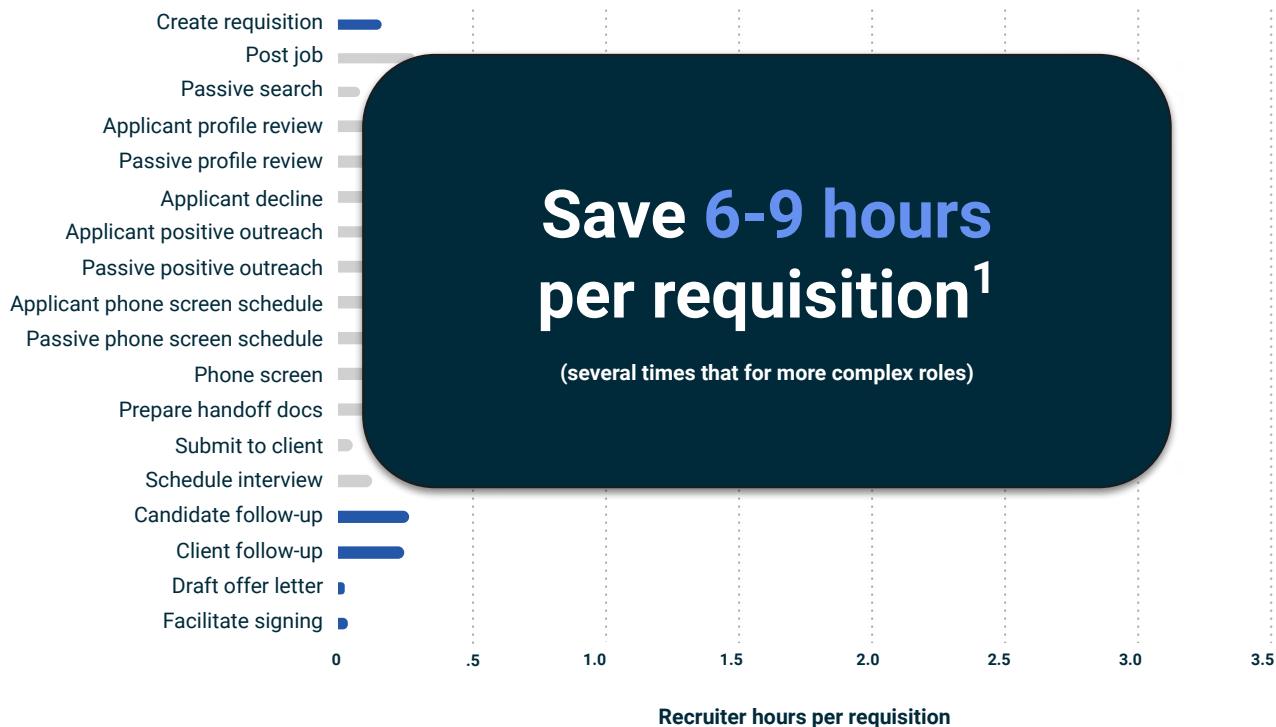 Create requisition
Post job
Passive search
Applicant profile review
Passive profile review
Applicant decline
Applicant positive outreach
Passive positive outreach
Applicant phone screen schedule
Passive phone screen schedule
Phone screen
Prepare handoff docs
Submit to client
Schedule interview
Candidate follow-up
Client follow-up
Draft offer letter
Facilitate signing
Save 6-9 hours
per requisition¹
(several times that for more complex roles)
0 .5 1.0 1.5 2.0 2.5 3.0 3.5
Recruiter hours per requisition